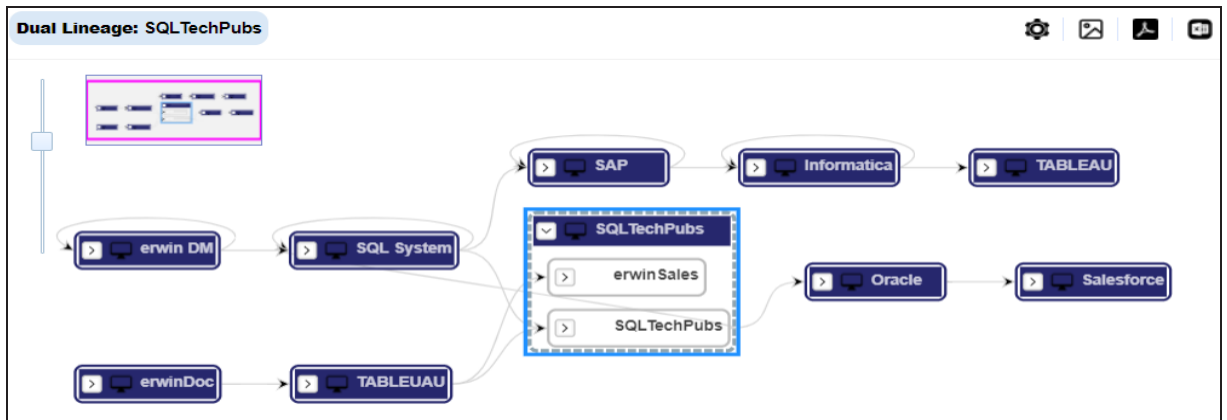 Dual Lineage: SQLTechPubs
SAP
Informatica
TABLEAU
SQLTechPubs
erwin DM
SQL System
erwinSales
Oracle
Salesforce
SQLTechPubs
erwinDoc
TABLEUAU